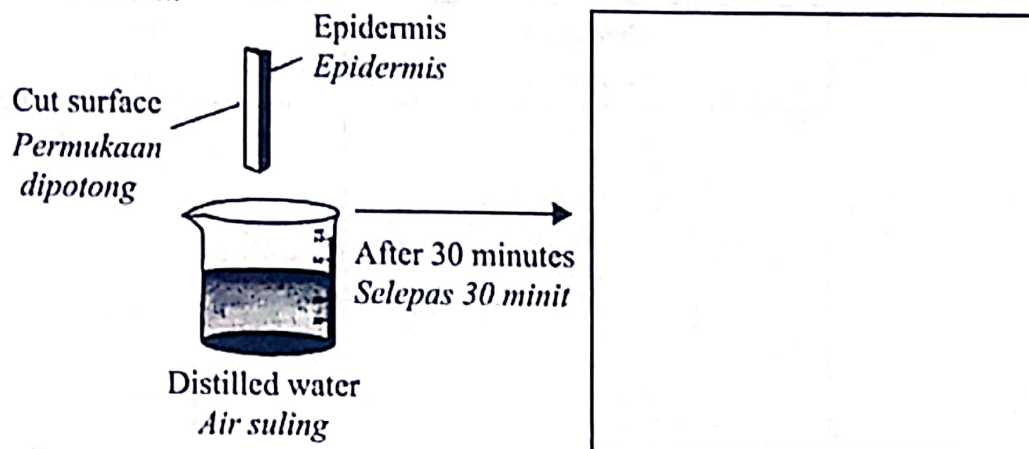 Epidermis
Epidermis
Cut surface
Permukaan
dipotong
After 30 minutes
Selepas 30 minit
Distilled water
Air suling